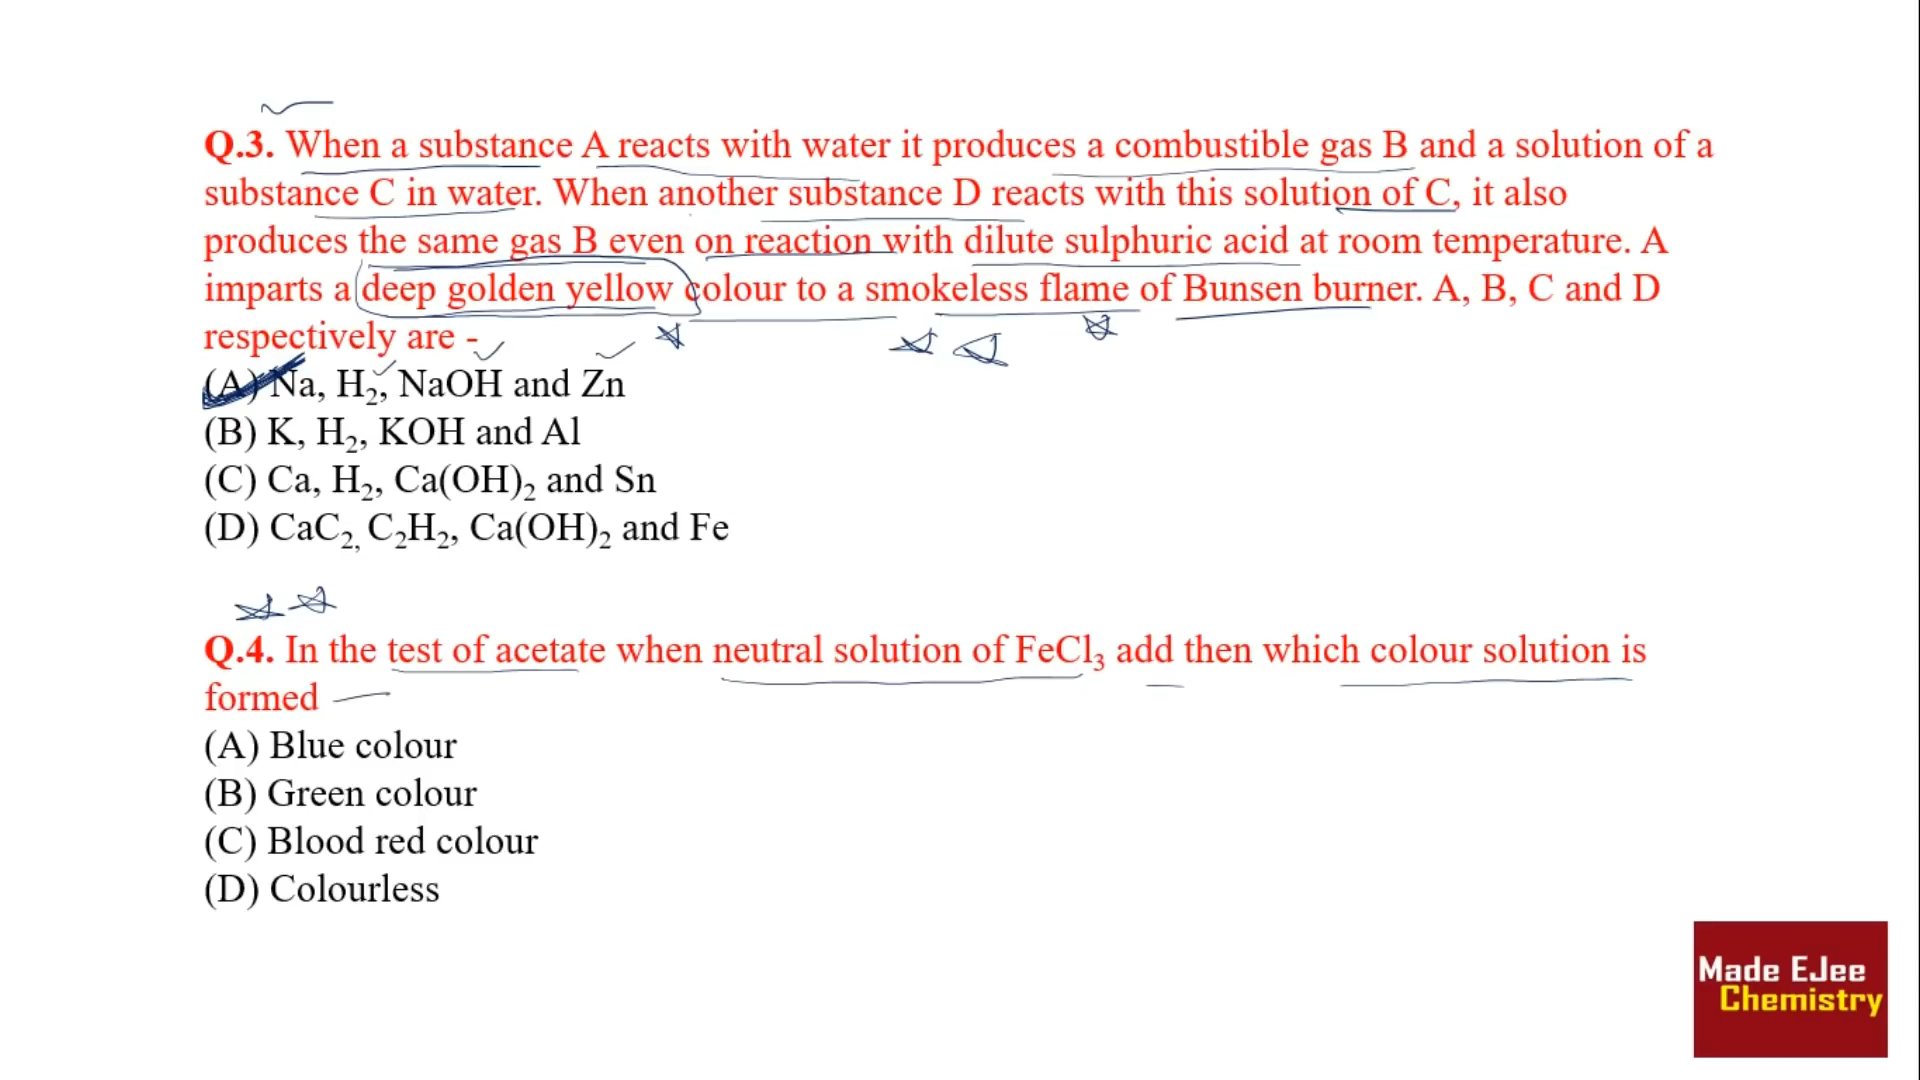 Q.3. When a substance A reacts with water it produces a combustible gas B and a solution of a
substance C in water. When another substance D reacts with this solution of C, it also
produces the same gas B even on reaction with dilute sulphuric acid at room temperature. A
imparts a deep golden yellow colour to a smokeless flame of Bunsen burner. A, B, C and D
respectively are -
(A) Na, H₂, NaOH and Zn
(B) K, H₂, KOH and Al
(C) Ca, H₂, Ca(OH)₂ and Sn
(D) CaC₂, C₂H₂, Ca(OH)₂ and Fe
Q.4. In the test of acetate when neutral solution of FeCl₃ add then which colour solution is
formed
(A) Blue colour
(B) Green colour
(C) Blood red colour
(D) Colourless
Made EJee
Chemistry